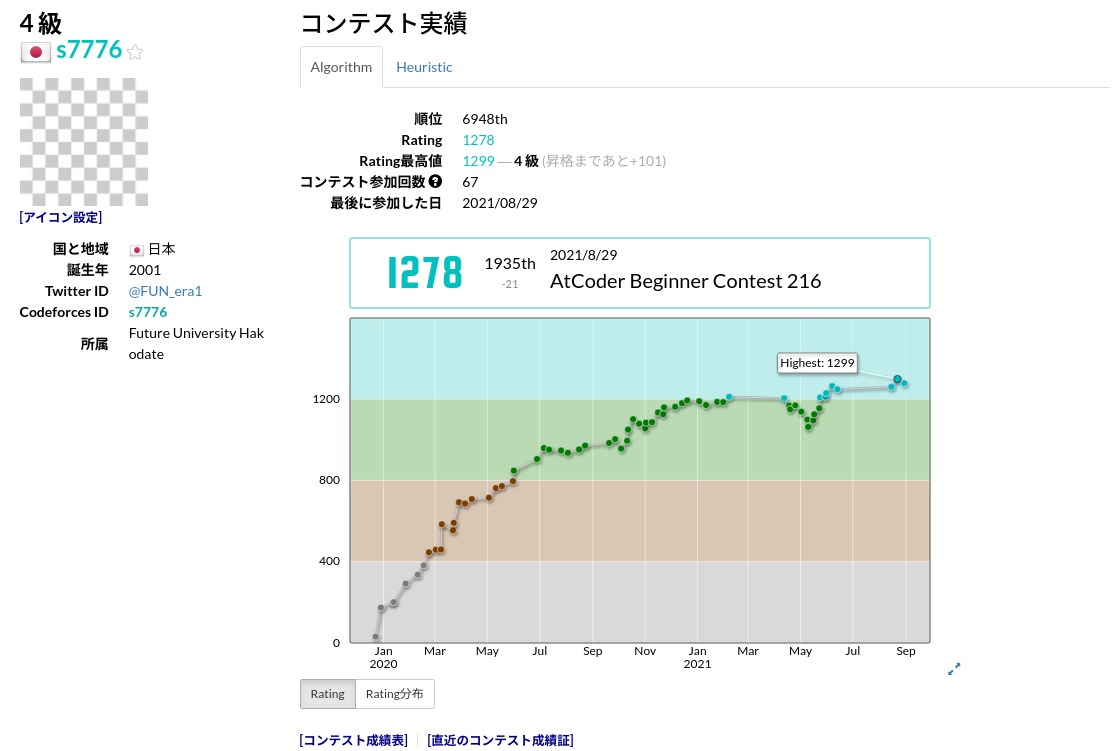 ４級
s7776
[アイコン設定]
国と地域 日本
誕生年 2001
Twitter ID @FUN_era1
Codeforces ID s7776
所属 Future University Hak
odate
コンテスト実績
Algorithm Heuristic
順位 6948th
Rating 1278
Rating最高値 1299 ― ４級 (昇格まであと+101)
コンテスト参加回数 ? 67
最後に参加した日 2021/08/29
1278 1935th -21 2021/8/29
AtCoder Beginner Contest 216
Highest: 1299
1200
800
400
0
Jan Mar May Jul Sep Nov Jan Mar May Jul Sep
2020 2021
Rating Rating分布
[コンテスト成績表] [直近のコンテスト成績証]